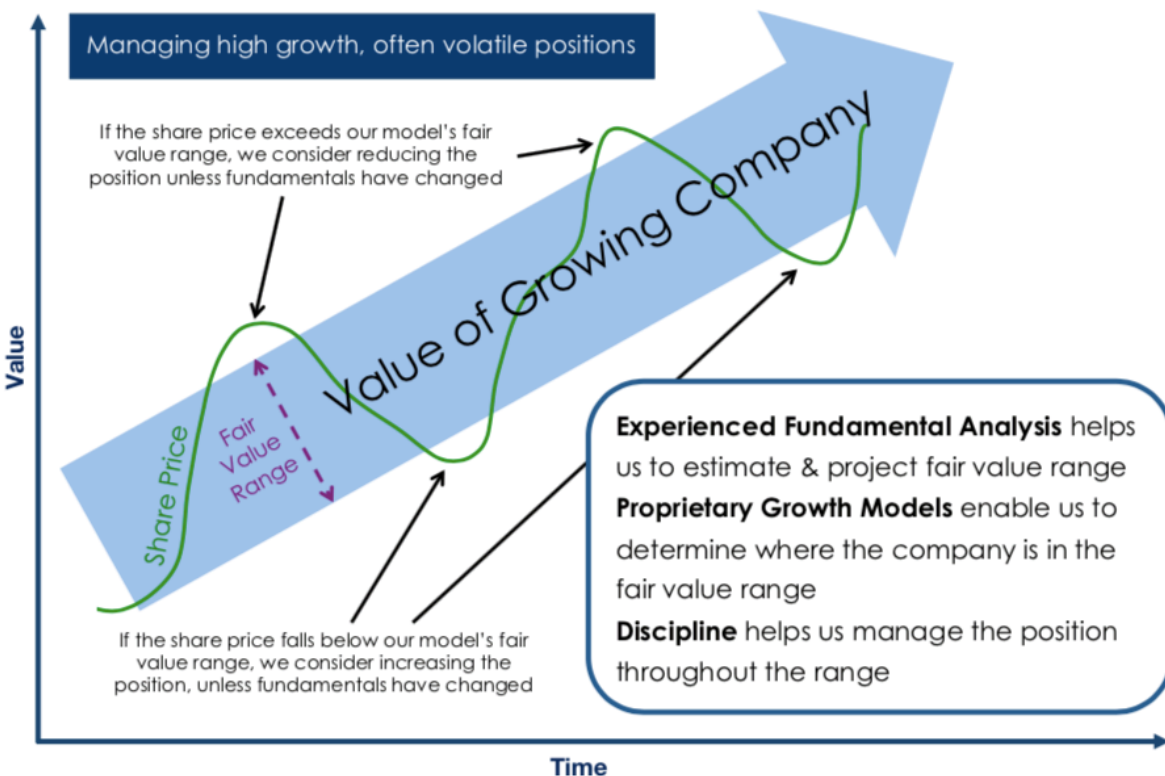 Managing high growth, often volatile positions
If the share price exceeds our model's fair
value range, we consider reducing the
position unless fundamentals have changed
Value of Growing Company
Value
Share Price
Fair
Value
Range
Experienced Fundamental Analysis helps
us to estimate & project fair value range
Proprietary Growth Models enable us to
determine where the company is in the
fair value range
Discipline helps us manage the position
throughout the range
If the share price falls below our model's fair
value range, we consider increasing the
position, unless fundamentals have changed
Time